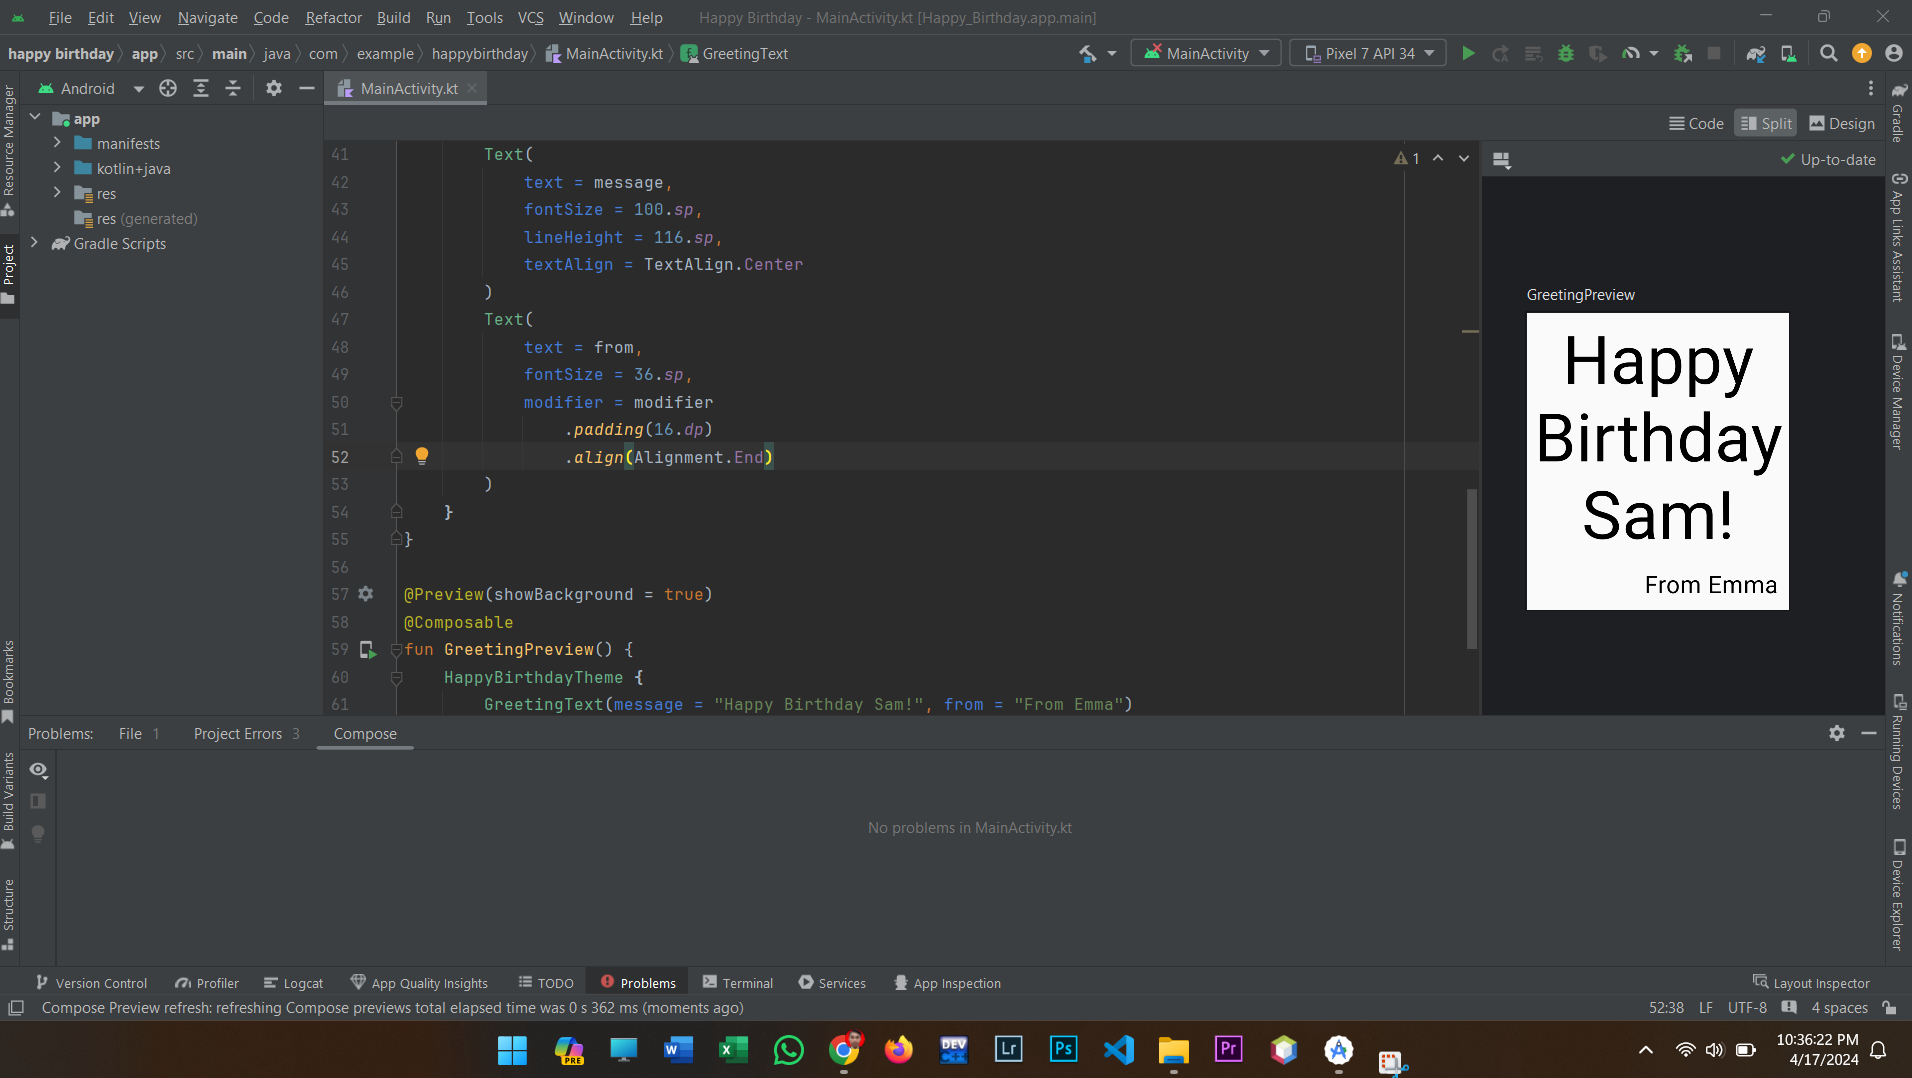 File Edit View Navigate Code Refactor Build Run Tools VCS Window Help Happy Birthday - MainActivity.kt [Happy_Birthday.app.main]
happy birthday app src main java com example happybirthday MainActivity.kt GreetingText MainActivity Pixel 7 API 34
Android MainActivity.kt
Code Split Design
app
manifests
kotlin+java
res
res (generated)
Gradle Scripts
Resource Manager
Project
Bookmarks
Build Variants
Structure
41 Text(
42 text = message,
43 fontSize = 100.sp,
44 lineHeight = 116.sp,
45 textAlign = TextAlign.Center
46 )
47 Text(
48 text = from,
49 fontSize = 36.sp,
50 modifier = modifier
51 .padding(16.dp)
52 .align(Alignment.End)
53 )
54 }
55 }
56
57 @Preview(showBackground = true)
58 @Composable
59 fun GreetingPreview() {
60 HappyBirthdayTheme {
61 GreetingText(message = "Happy Birthday Sam!", from = "From Emma")
1
Up-to-date
GreetingPreview
Happy
Birthday
Sam!
From Emma
Gradle
App Links Assistant
Device Manager
Notifications
Running Devices
Device Explorer
Problems: File 1 Project Errors 3 Compose
No problems in MainActivity.kt
Version Control Profiler Logcat App Quality Insights TODO Problems Terminal Services App Inspection Layout Inspector
Compose Preview refresh: refreshing Compose previews total elapsed time was 0 s 362 ms (moments ago) 52:38 LF UTF-8 4 spaces
PRE W X DEV C++ Lr Ps Pr
10:36:22 PM
4/17/2024